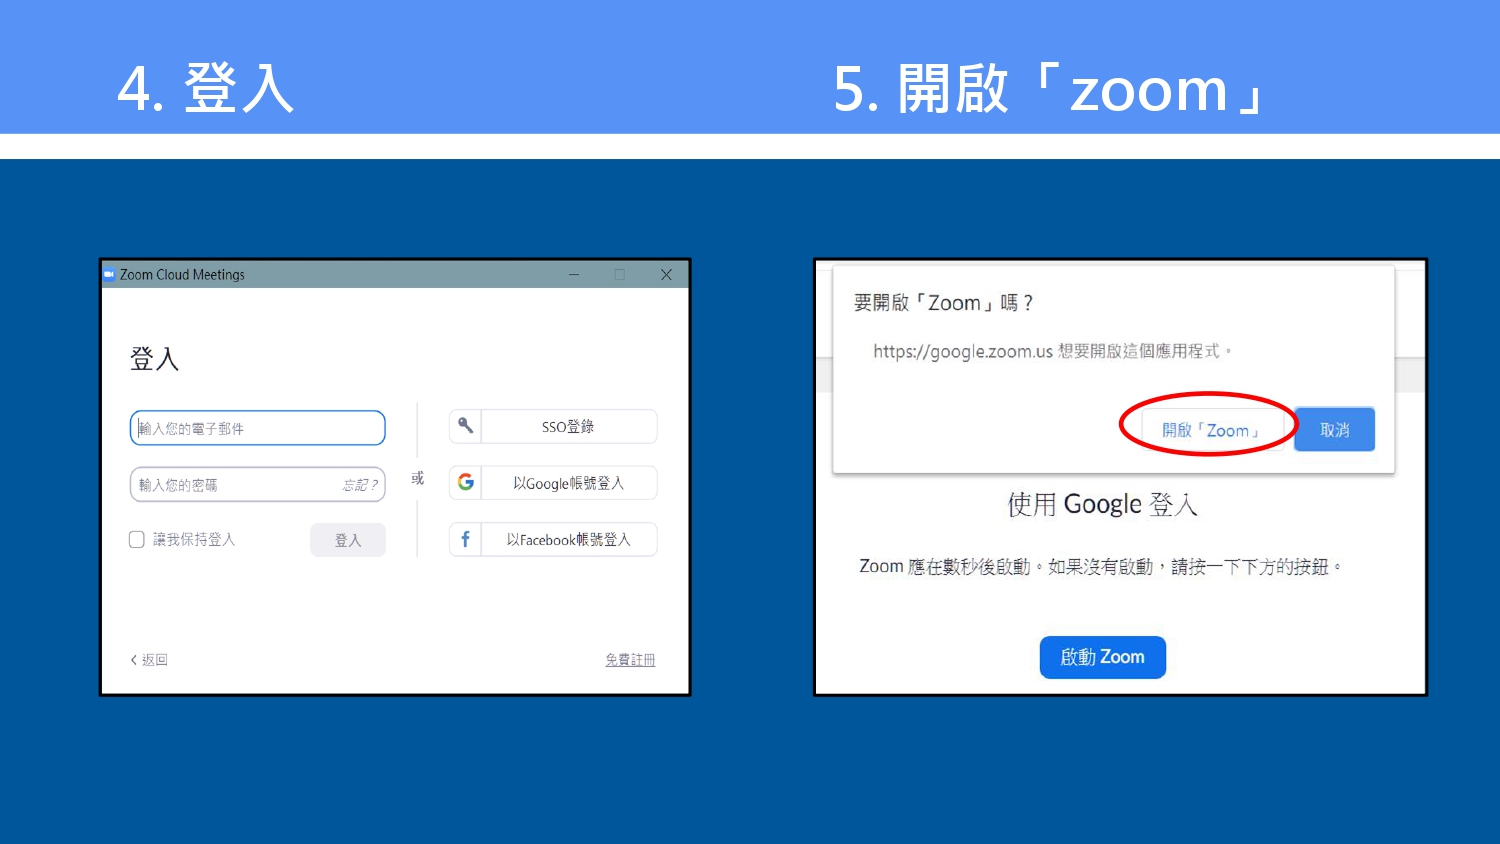 4. 登入
5. 開啟「zoom」
Zoom Cloud Meetings
登入
輸入您的電子郵件
輸入您的密碼 忘記?
讓我保持登入 登入
或
SSO登錄
以Google帳號登入
以Facebook帳號登入
返回
免費註冊
要開啟「Zoom」嗎?
https://google.zoom.us 想要開啟這個應用程式。
開啟「Zoom」 取消
使用 Google 登入
Zoom 應在數秒後啟動。如果沒有啟動,請按一下下方的按鈕。
啟動 Zoom